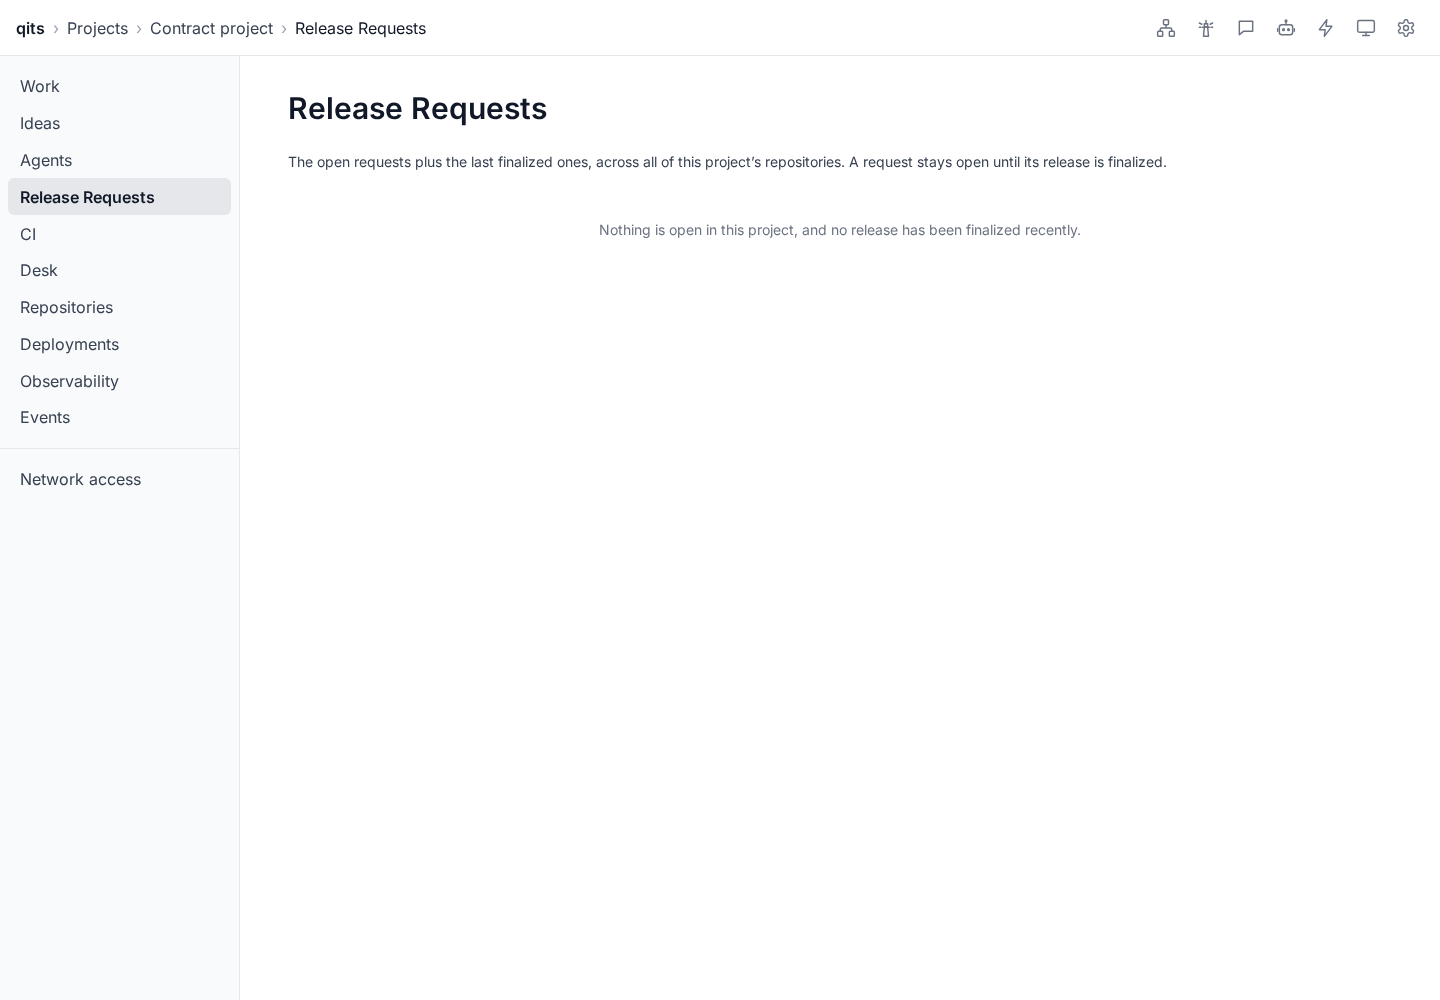 qits › Projects › Contract project › Release Requests
Work
Ideas
Agents
Release Requests
CI
Desk
Repositories
Deployments
Observability
Events
Network access
Release Requests
The open requests plus the last finalized ones, across all of this project’s repositories. A request stays open until its release is finalized.
Nothing is open in this project, and no release has been finalized recently.